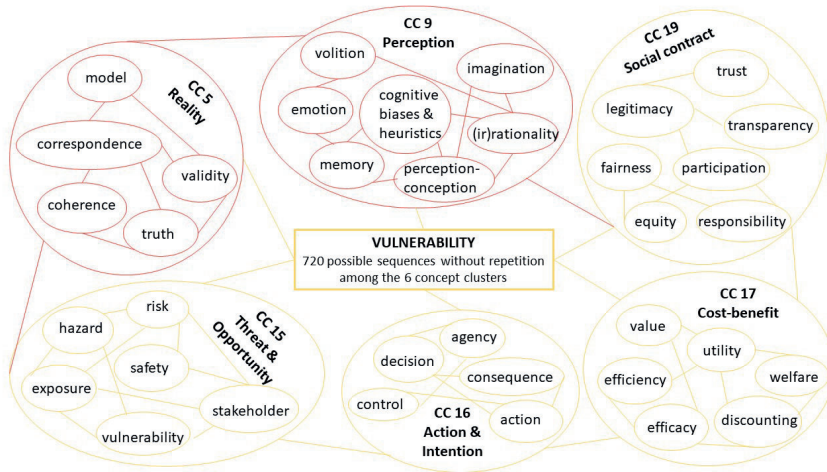 CC 5
Reality
model
correspondence
validity
coherence
truth
CC 9
Perception
volition
imagination
emotion
cognitive
biases &
heuristics
(ir)rationality
memory
perception-
conception
CC 19
Social contract
trust
legitimacy
transparency
fairness
participation
equity
responsibility
VULNERABILITY
720 possible sequences without repetition
among the 6 concept clusters
CC 15
Threat &
Opportunity
risk
hazard
safety
exposure
stakeholder
vulnerability
agency
decision
consequence
control
action
CC 16
Action &
Intention
CC 17
Cost-benefit
value
utility
efficiency
welfare
efficacy
discounting